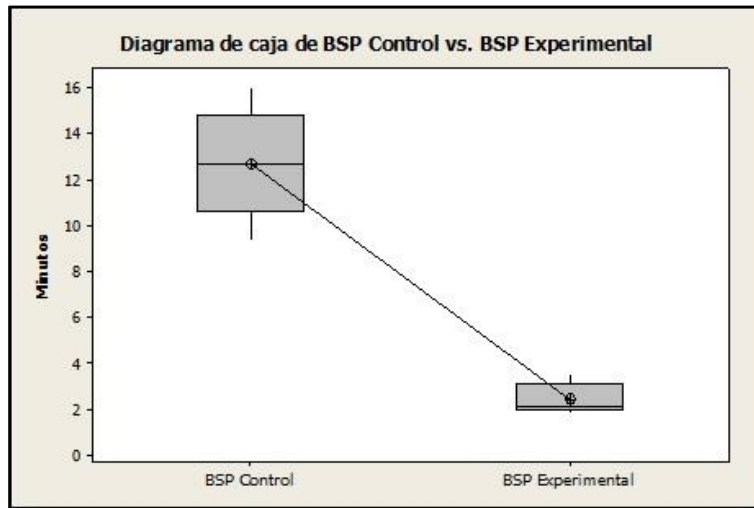 Diagrama de caja de BSP Control vs. BSP Experimental
Minutos
16
14
12
10
8
6
4
2
0
BSP Control
BSP Experimental